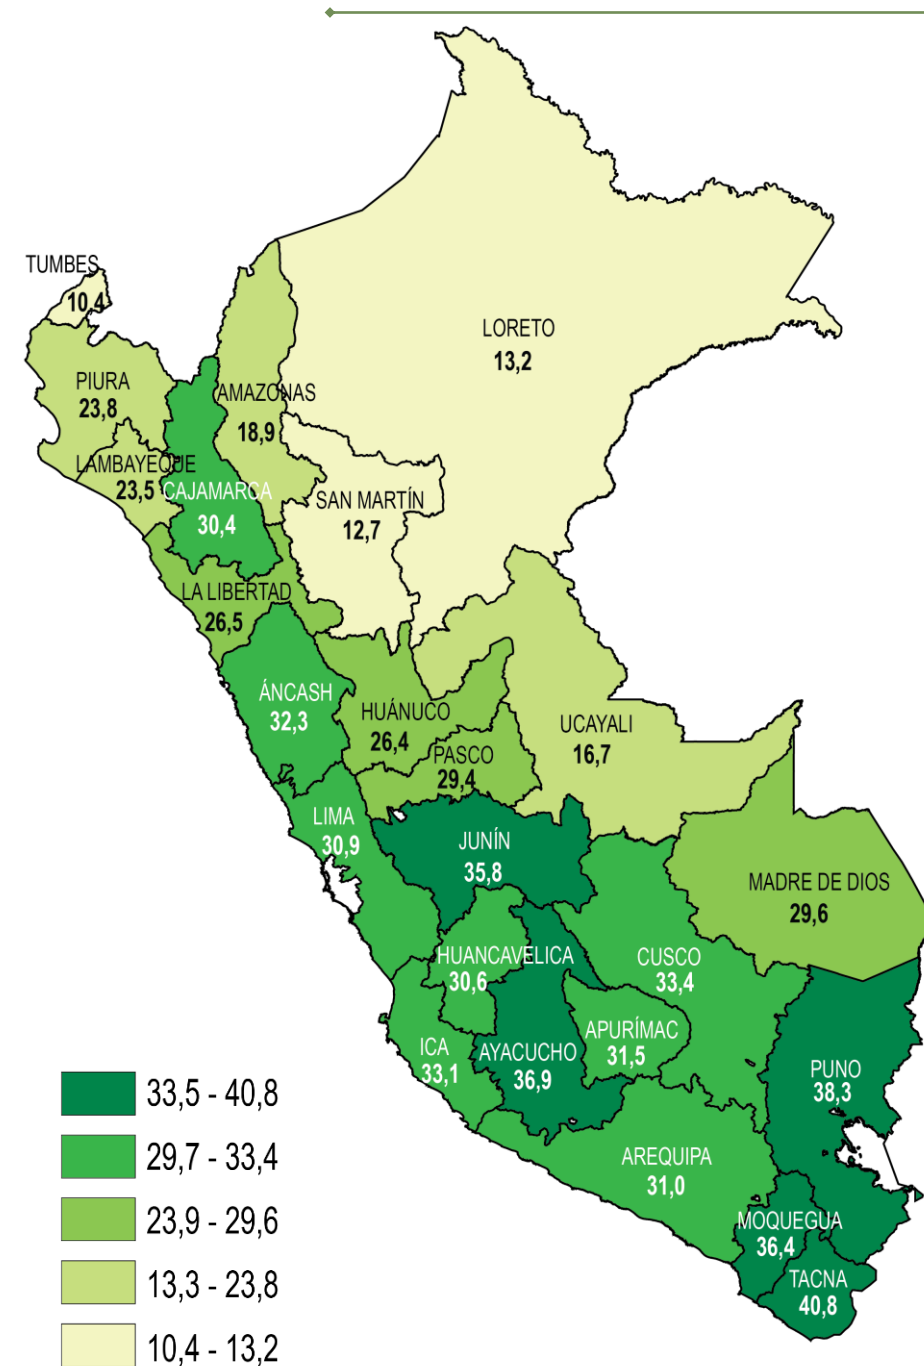 TUMBES
10,4
LORETO
13,2
PIURA
23,8
AMAZONAS
18,9
LAMBAYEQUE
23,5
CAJAMARCA
30,4
SAN MARTÍN
12,7
LA LIBERTAD
26,5
ÁNCASH
32,3
HUÁNUCO
26,4
UCAYALI
16,7
PASCO
29,4
LIMA
30,9
JUNÍN
35,8
MADRE DE DIOS
29,6
HUANCAVELICA
30,6
CUSCO
33,4
ICA
33,1
AYACUCHO
36,9
APURÍMAC
31,5
PUNO
38,3
AREQUIPA
31,0
MOQUEGUA
36,4
TACNA
40,8
33,5 - 40,8
29,7 - 33,4
23,9 - 29,6
13,3 - 23,8
10,4 - 13,2